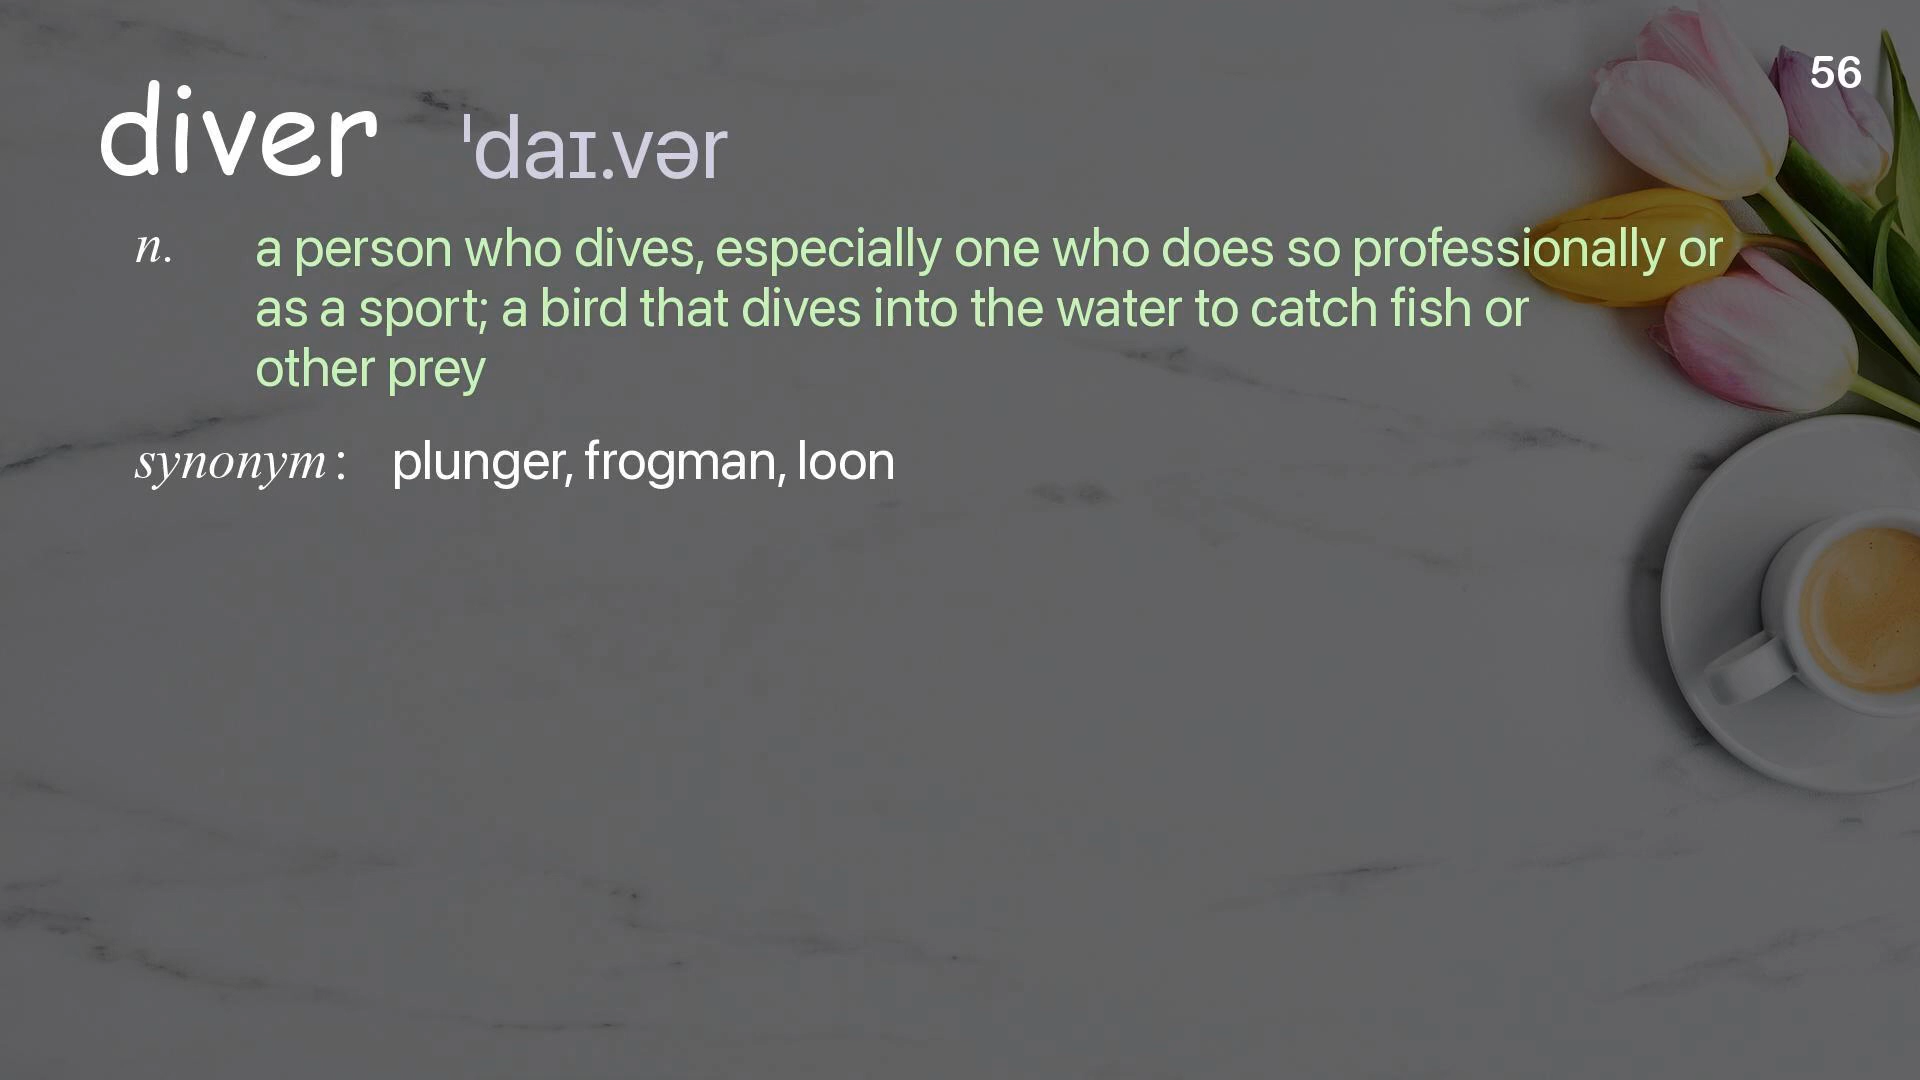 56
diver ˈdaɪ.vər
n. a person who dives, especially one who does so professionally or
as a sport; a bird that dives into the water to catch fish or
other prey
synonym: plunger, frogman, loon